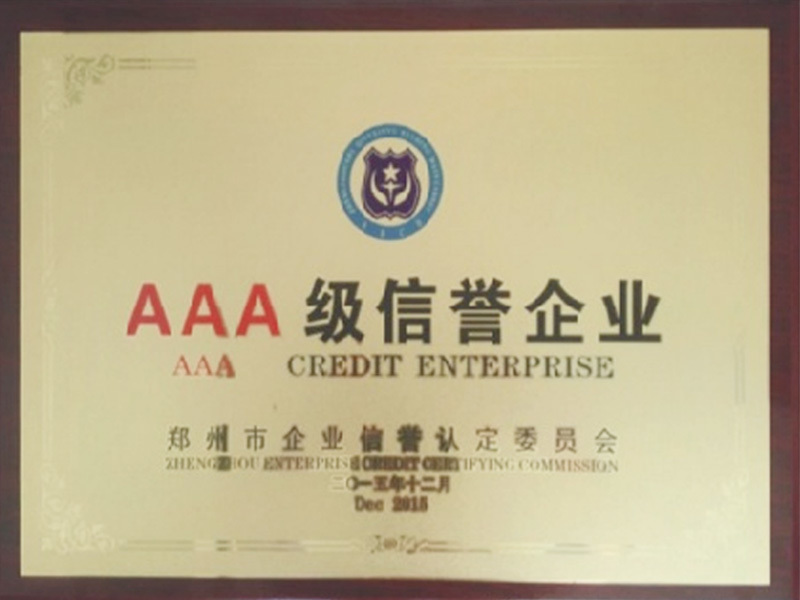 AAA级信誉企业
AAA CREDIT ENTERPRISE
郑州市企业信誉认定委员会
ZHENGZHOU ENTERPRISE CREDIT CERTIFYING COMMISSION
二〇一五年十二月
Dec 2015